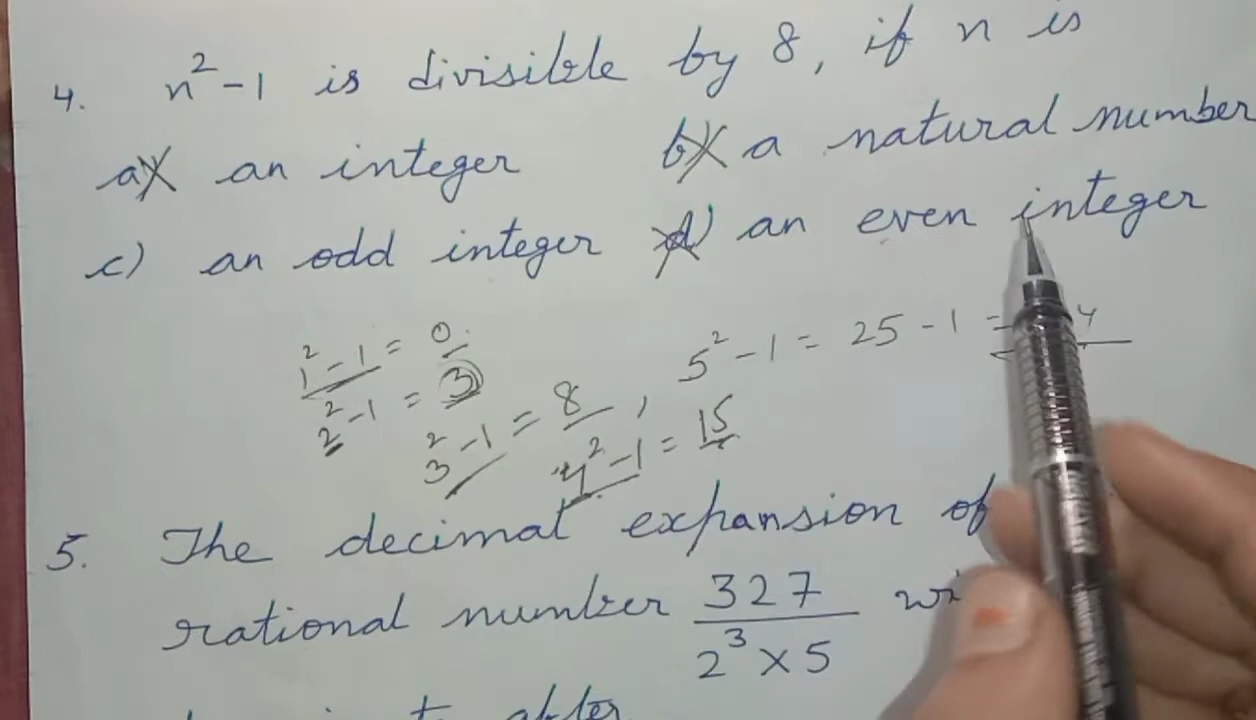 4. n²-1 is divisible by 8, if n is
a) an integer b) a natural number
c) an odd integer d) an even integer
1²-1 = 0
2²-1 = 3
3²-1 = 8 , 5²-1 = 25-1 =
4²-1 = 15
5. The decimal expansion of
rational number 327/2³×5
after